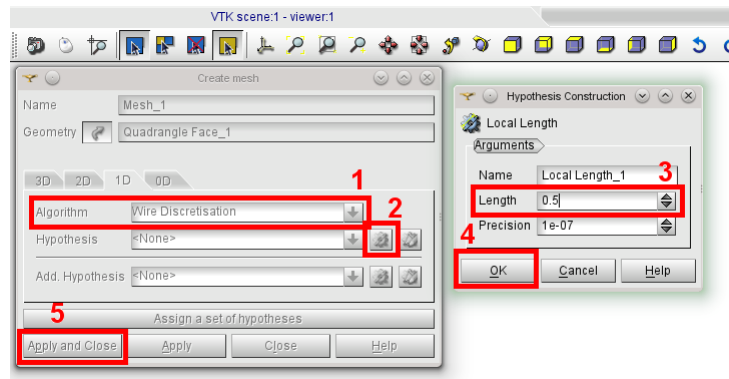 VTK scene:1 - viewer:1
Create mesh
Name Mesh_1
Geometry Quadrangle Face_1
3D 2D 1D 0D
1
Algorithm Wire Discretisation
2
Hypothesis <None>
Add. Hypothesis <None>
5
Assign a set of hypotheses
Apply and Close Apply Close Help
Hypothesis Construction
Local Length
Arguments
Name Local Length_1
3
Length 0.5
4
Precision 1e-07
OK Cancel Help